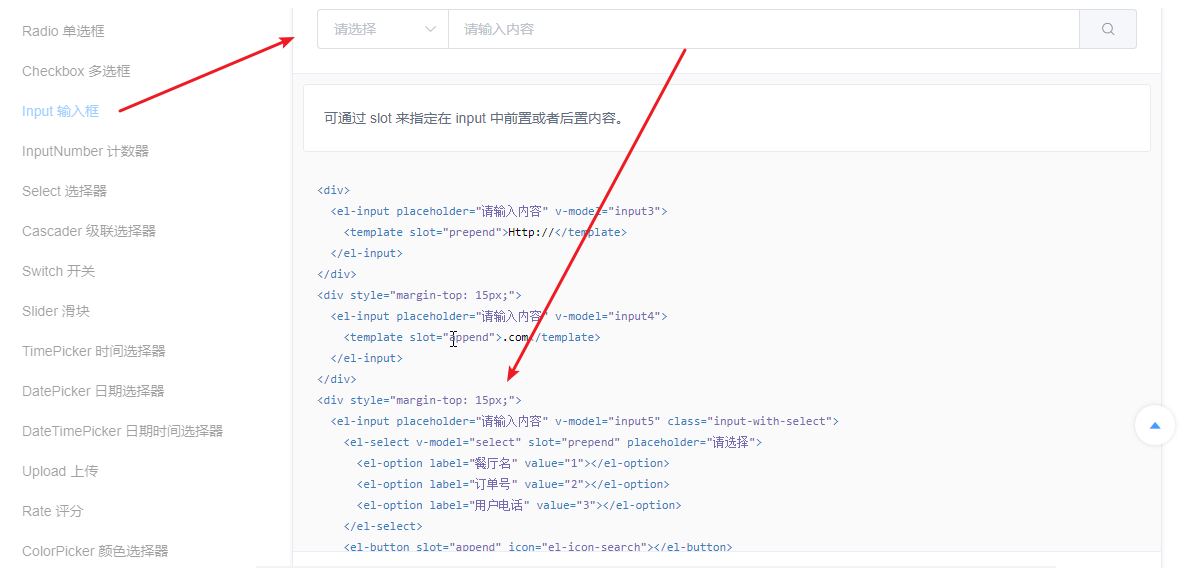 Radio 单选框
Checkbox 多选框
Input 输入框
InputNumber 计数器
Select 选择器
Cascader 级联选择器
Switch 开关
Slider 滑块
TimePicker 时间选择器
DatePicker 日期选择器
DateTimePicker 日期时间选择器
Upload 上传
Rate 评分
ColorPicker 颜色选择器
请选择 请输入内容
可通过 slot 来指定在 input 中前置或者后置内容。
<div>
<el-input placeholder="请输入内容" v-model="input3">
<template slot="prepend">Http://</template>
</el-input>
</div>
<div style="margin-top: 15px;">
<el-input placeholder="请输入内容" v-model="input4">
<template slot="append">.com</template>
</el-input>
</div>
<div style="margin-top: 15px;">
<el-input placeholder="请输入内容" v-model="input5" class="input-with-select">
<el-select v-model="select" slot="prepend" placeholder="请选择">
<el-option label="餐厅名" value="1"></el-option>
<el-option label="订单号" value="2"></el-option>
<el-option label="用户电话" value="3"></el-option>
</el-select>
<el-button slot="append" icon="el-icon-search"></el-button>